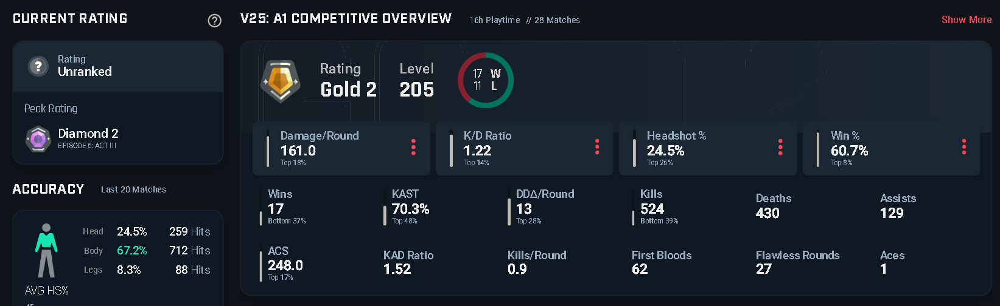 CURRENT RATING
?
?
Rating
Unranked
Peak Rating
Diamond 2
EPISODE 5: ACT III
ACCURACY Last 20 Matches
Head 24.5% 259 Hits
Body 67.2% 712 Hits
Legs 8.3% 88 Hits
AVG HS%
V25: A1 COMPETITIVE OVERVIEW 16h Playtime // 28 Matches Show More
Rating Level
Gold 2 205
17 W
11 L
Damage/Round
161.0
Top 18%
K/D Ratio
1.22
Top 14%
Headshot %
24.5%
Top 26%
Win %
60.7%
Top 8%
Wins
17
Bottom 37%
KAST
70.3%
Top 48%
DDΔ/Round
13
Top 28%
Kills
524
Bottom 39%
Deaths
430
Assists
129
ACS
248.0
Top 17%
KAD Ratio
1.52
Kills/Round
0.9
First Bloods
62
Flawless Rounds
27
Aces
1